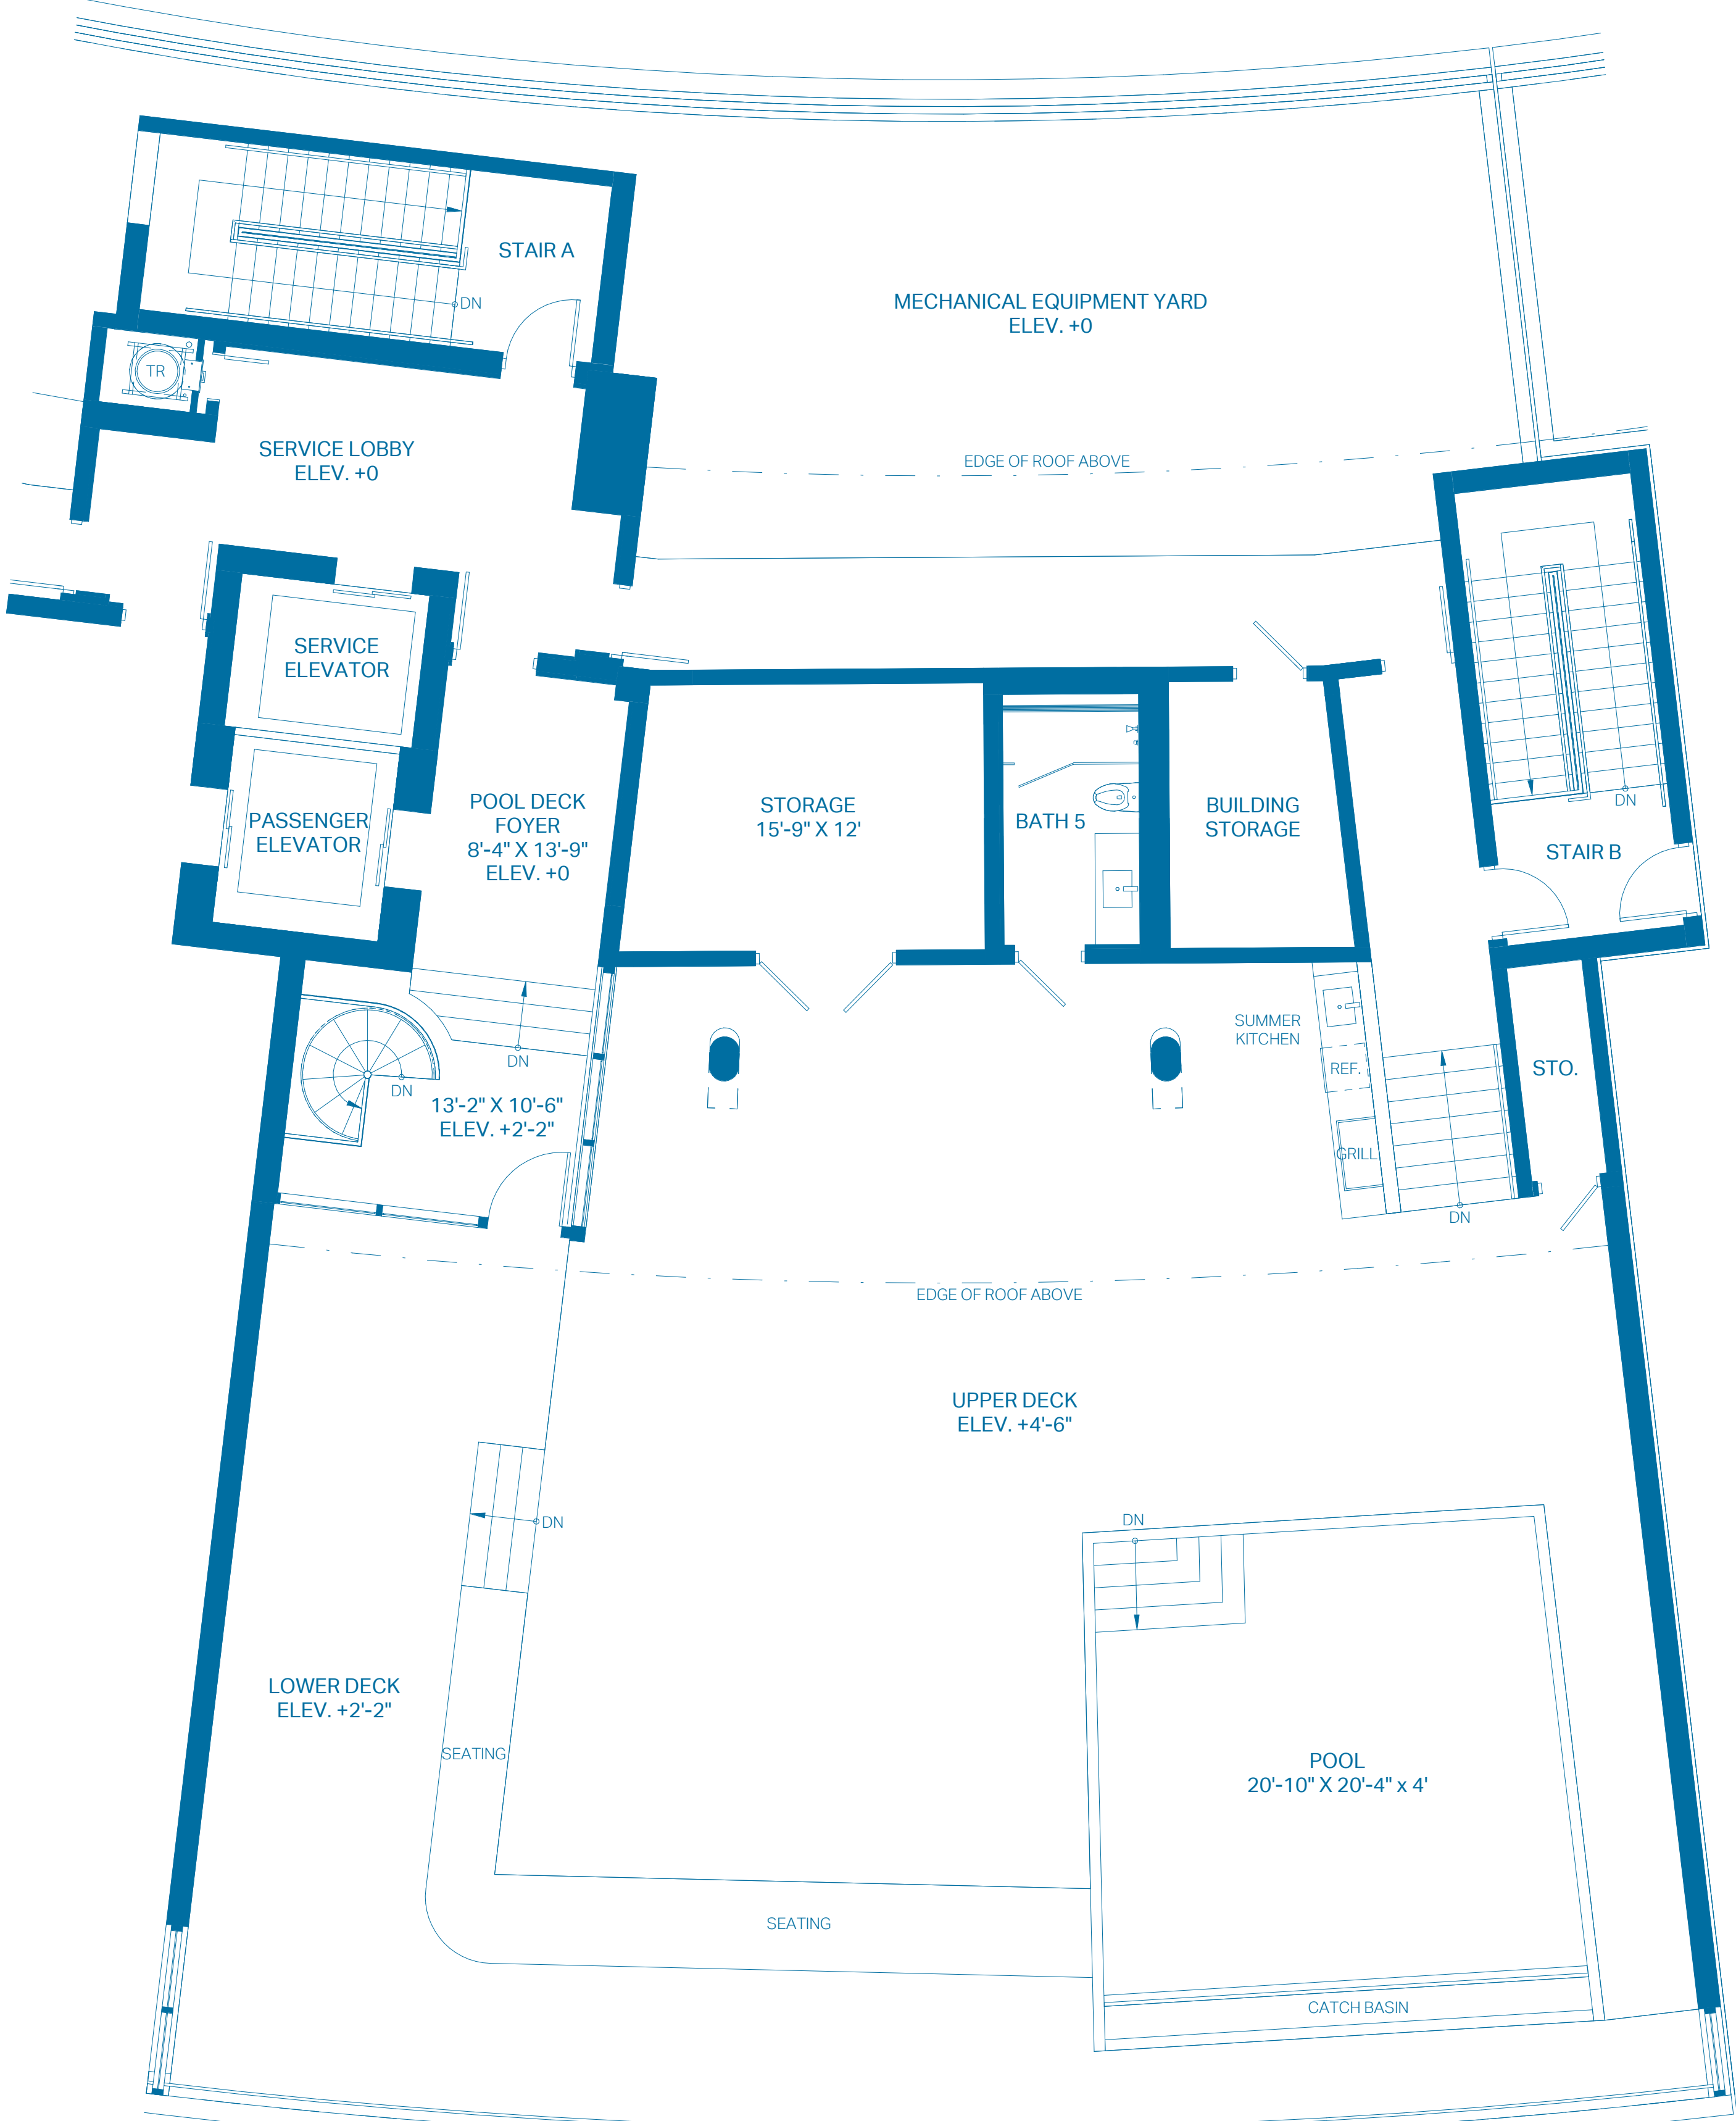 STAIR A
DN
MECHANICAL EQUIPMENT YARD
ELEV. +0
TR
SERVICE LOBBY
ELEV. +0
EDGE OF ROOF ABOVE
SERVICE
ELEVATOR
PASSENGER
ELEVATOR
POOL DECK
FOYER
8'-4" X 13'-9"
ELEV. +0
STORAGE
15'-9" X 12'
BATH 5
BUILDING
STORAGE
DN
STAIR B
SUMMER
KITCHEN
REF.
GRILL
STO.
DN
DN
DN
13'-2" X 10'-6"
ELEV. +2'-2"
EDGE OF ROOF ABOVE
UPPER DECK
ELEV. +4'-6"
DN
DN
LOWER DECK
ELEV. +2'-2"
SEATING
POOL
20'-10" X 20'-4" x 4'
SEATING
CATCH BASIN